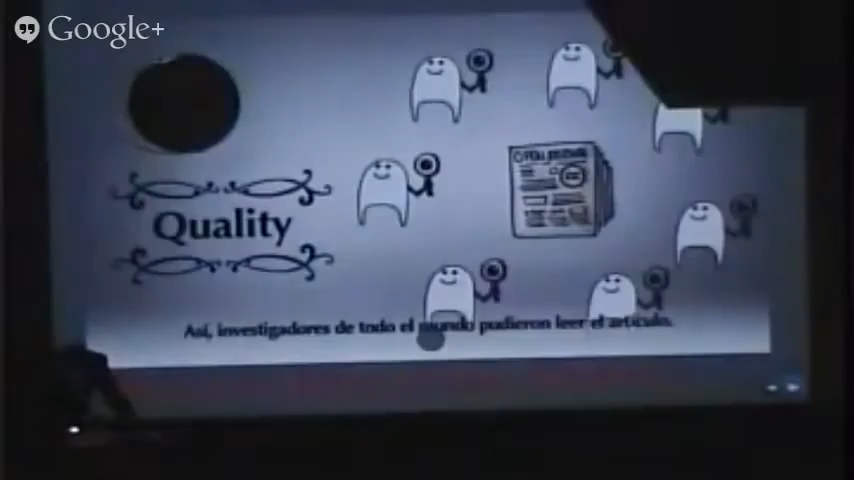 Google+
Quality
Así, investigadores de todo el mundo pudieron leer el artículo.